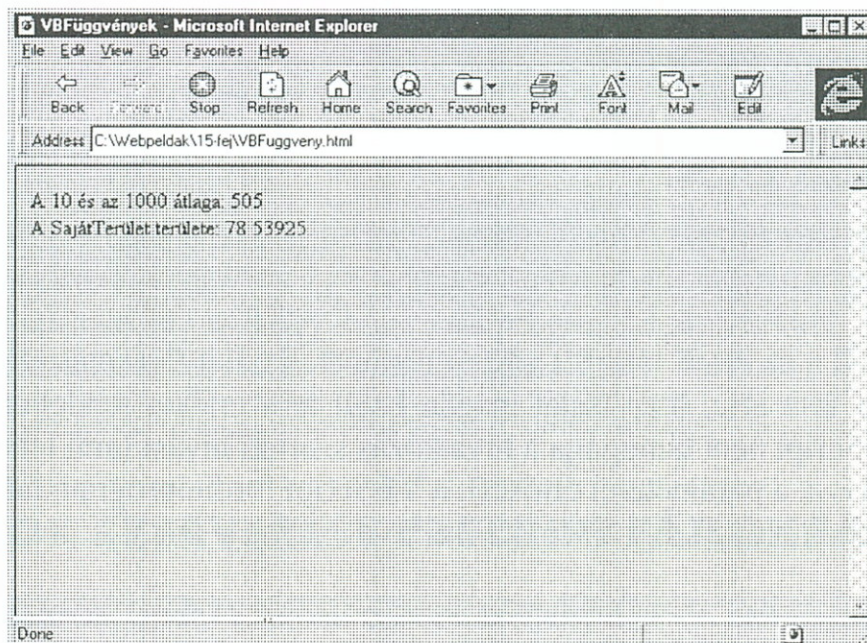 VBFüggvények - Microsoft Internet Explorer
File Edit View Go Favorites Help
Back Forward Stop Refresh Home Search Favorites Print Font Mail Edit
Address C:\Webpeldak\15-fej\VBFuggveny.html Links
A 10 és az 1000 átlaga: 505
A SajátTerület területe: 78 53925
Done